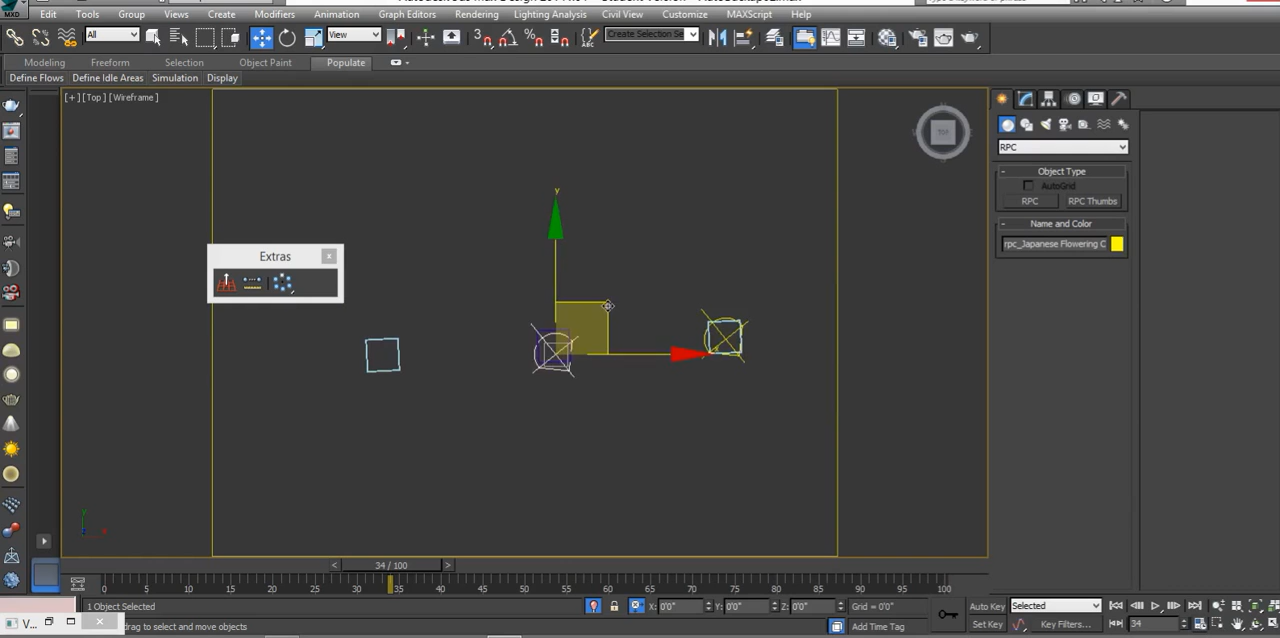 MXD
Edit Tools Group Views Create Modifiers Animation Graph Editors Rendering Lighting Analysis Civil View Customize MAXScript Help
All View Create Selection Se
Modeling Freeform Selection Object Paint Populate
Define Flows Define Idle Areas Simulation Display
[+] [Top] [Wireframe]
TOP
RPC
- Object Type
AutoGrid
RPC RPC Thumbs
- Name and Color
rpc_Japanese Flowering C
Extras x
y
y
x
< 34 / 100 >
0 5 10 15 20 25 30 35 40 45 50 55 60 65 70 75 80 85 90 95 100
1 Object Selected X: 0'0" Y: 0'0" Z: 0'0" Grid = 0'0" Auto Key Selected
V... drag to select and move objects Add Time Tag Set Key Key Filters... 34